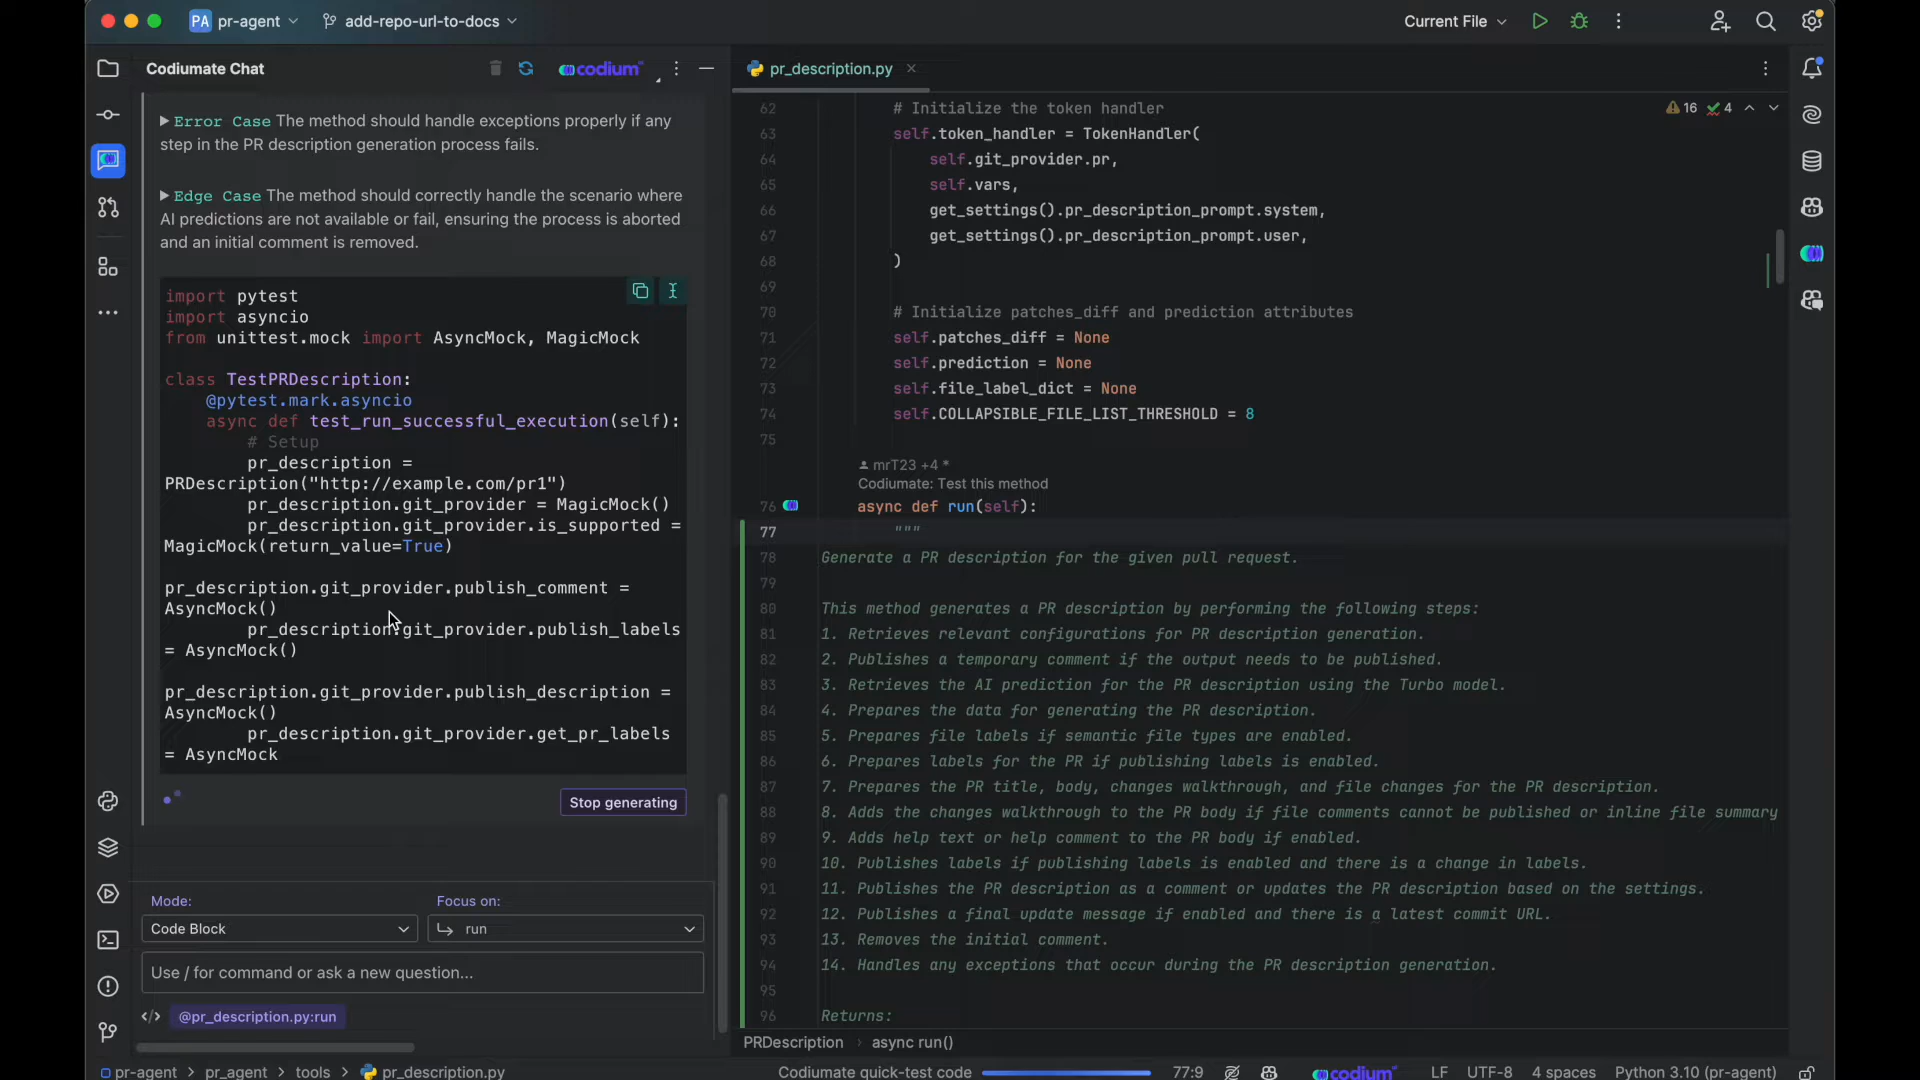 PA pr-agent
add-repo-url-to-docs
Current File
Codiumate Chat
codium
pr_description.py
Error Case The method should handle exceptions properly if any
step in the PR description generation process fails.
Edge Case The method should correctly handle the scenario where
AI predictions are not available or fail, ensuring the process is aborted
and an initial comment is removed.
import pytest
import asyncio
from unittest.mock import AsyncMock, MagicMock
class TestPRDescription:
@pytest.mark.asyncio
async def test_run_successful_execution(self):
# Setup
pr_description =
PRDescription("http://example.com/pr1")
pr_description.git_provider = MagicMock()
pr_description.git_provider.is_supported =
MagicMock(return_value=True)
pr_description.git_provider.publish_comment =
AsyncMock()
pr_description.git_provider.publish_labels
= AsyncMock()
pr_description.git_provider.publish_description =
AsyncMock()
pr_description.git_provider.get_pr_labels
= AsyncMock
Stop generating
Mode:
Focus on:
Code Block
run
Use / for command or ask a new question...
</> @pr_description.py:run
16 4
62 # Initialize the token handler
63 self.token_handler = TokenHandler(
64 self.git_provider.pr,
65 self.vars,
66 get_settings().pr_description_prompt.system,
67 get_settings().pr_description_prompt.user,
68 )
69
70 # Initialize patches_diff and prediction attributes
71 self.patches_diff = None
72 self.prediction = None
73 self.file_label_dict = None
74 self.COLLAPSIBLE_FILE_LIST_THRESHOLD = 8
75
mrT23 +4 *
Codiumate: Test this method
76 async def run(self):
77 """
78 Generate a PR description for the given pull request.
79
80 This method generates a PR description by performing the following steps:
81 1. Retrieves relevant configurations for PR description generation.
82 2. Publishes a temporary comment if the output needs to be published.
83 3. Retrieves the AI prediction for the PR description using the Turbo model.
84 4. Prepares the data for generating the PR description.
85 5. Prepares file labels if semantic file types are enabled.
86 6. Prepares labels for the PR if publishing labels is enabled.
87 7. Prepares the PR title, body, changes walkthrough, and file changes for the PR description.
88 8. Adds the changes walkthrough to the PR body if file comments cannot be published or inline file summary
89 9. Adds help text or help comment to the PR body if enabled.
90 10. Publishes labels if publishing labels is enabled and there is a change in labels.
91 11. Publishes the PR description as a comment or updates the PR description based on the settings.
92 12. Publishes a final update message if enabled and there is a latest commit URL.
93 13. Removes the initial comment.
94 14. Handles any exceptions that occur during the PR description generation.
95
96 Returns:
PRDescription > async run()
pr-agent > pr_agent > tools > pr_description.py
Codiumate quick-test code
77:9
codium
LF
UTF-8
4 spaces
Python 3.10 (pr-agent)